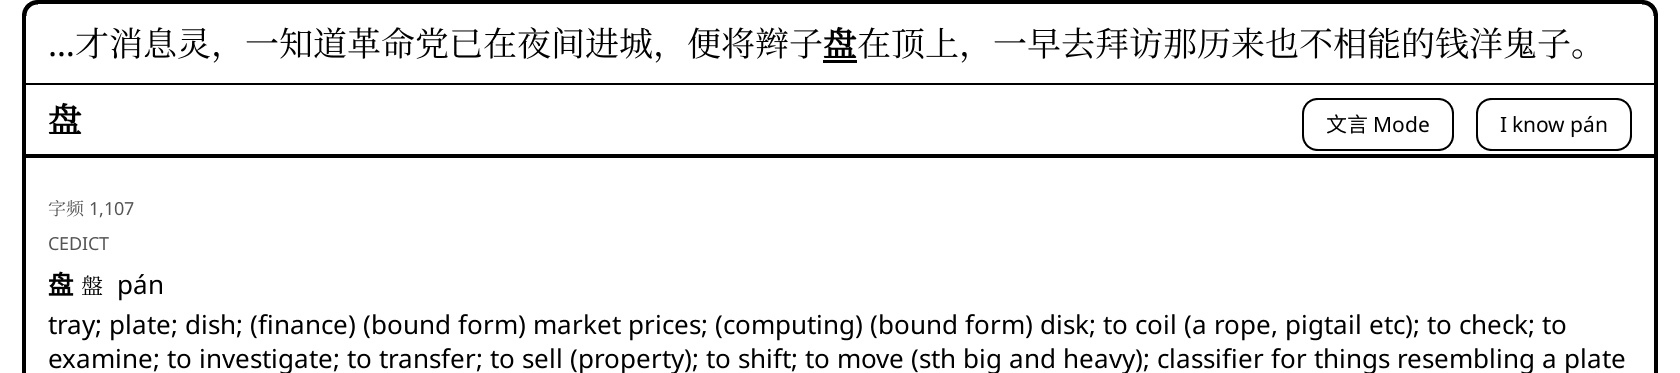 ...才消息灵，一知道革命党已在夜间进城，便将辫子盘在顶上，一早去拜访那历来也不相能的钱洋鬼子。
盘
文言 Mode
I know pán
字频 1,107
CEDICT
盘 盤 pán
tray; plate; dish; (finance) (bound form) market prices; (computing) (bound form) disk; to coil (a rope, pigtail etc); to check; to
examine; to investigate; to transfer; to sell (property); to shift; to move (sth big and heavy); classifier for things resembling a plate